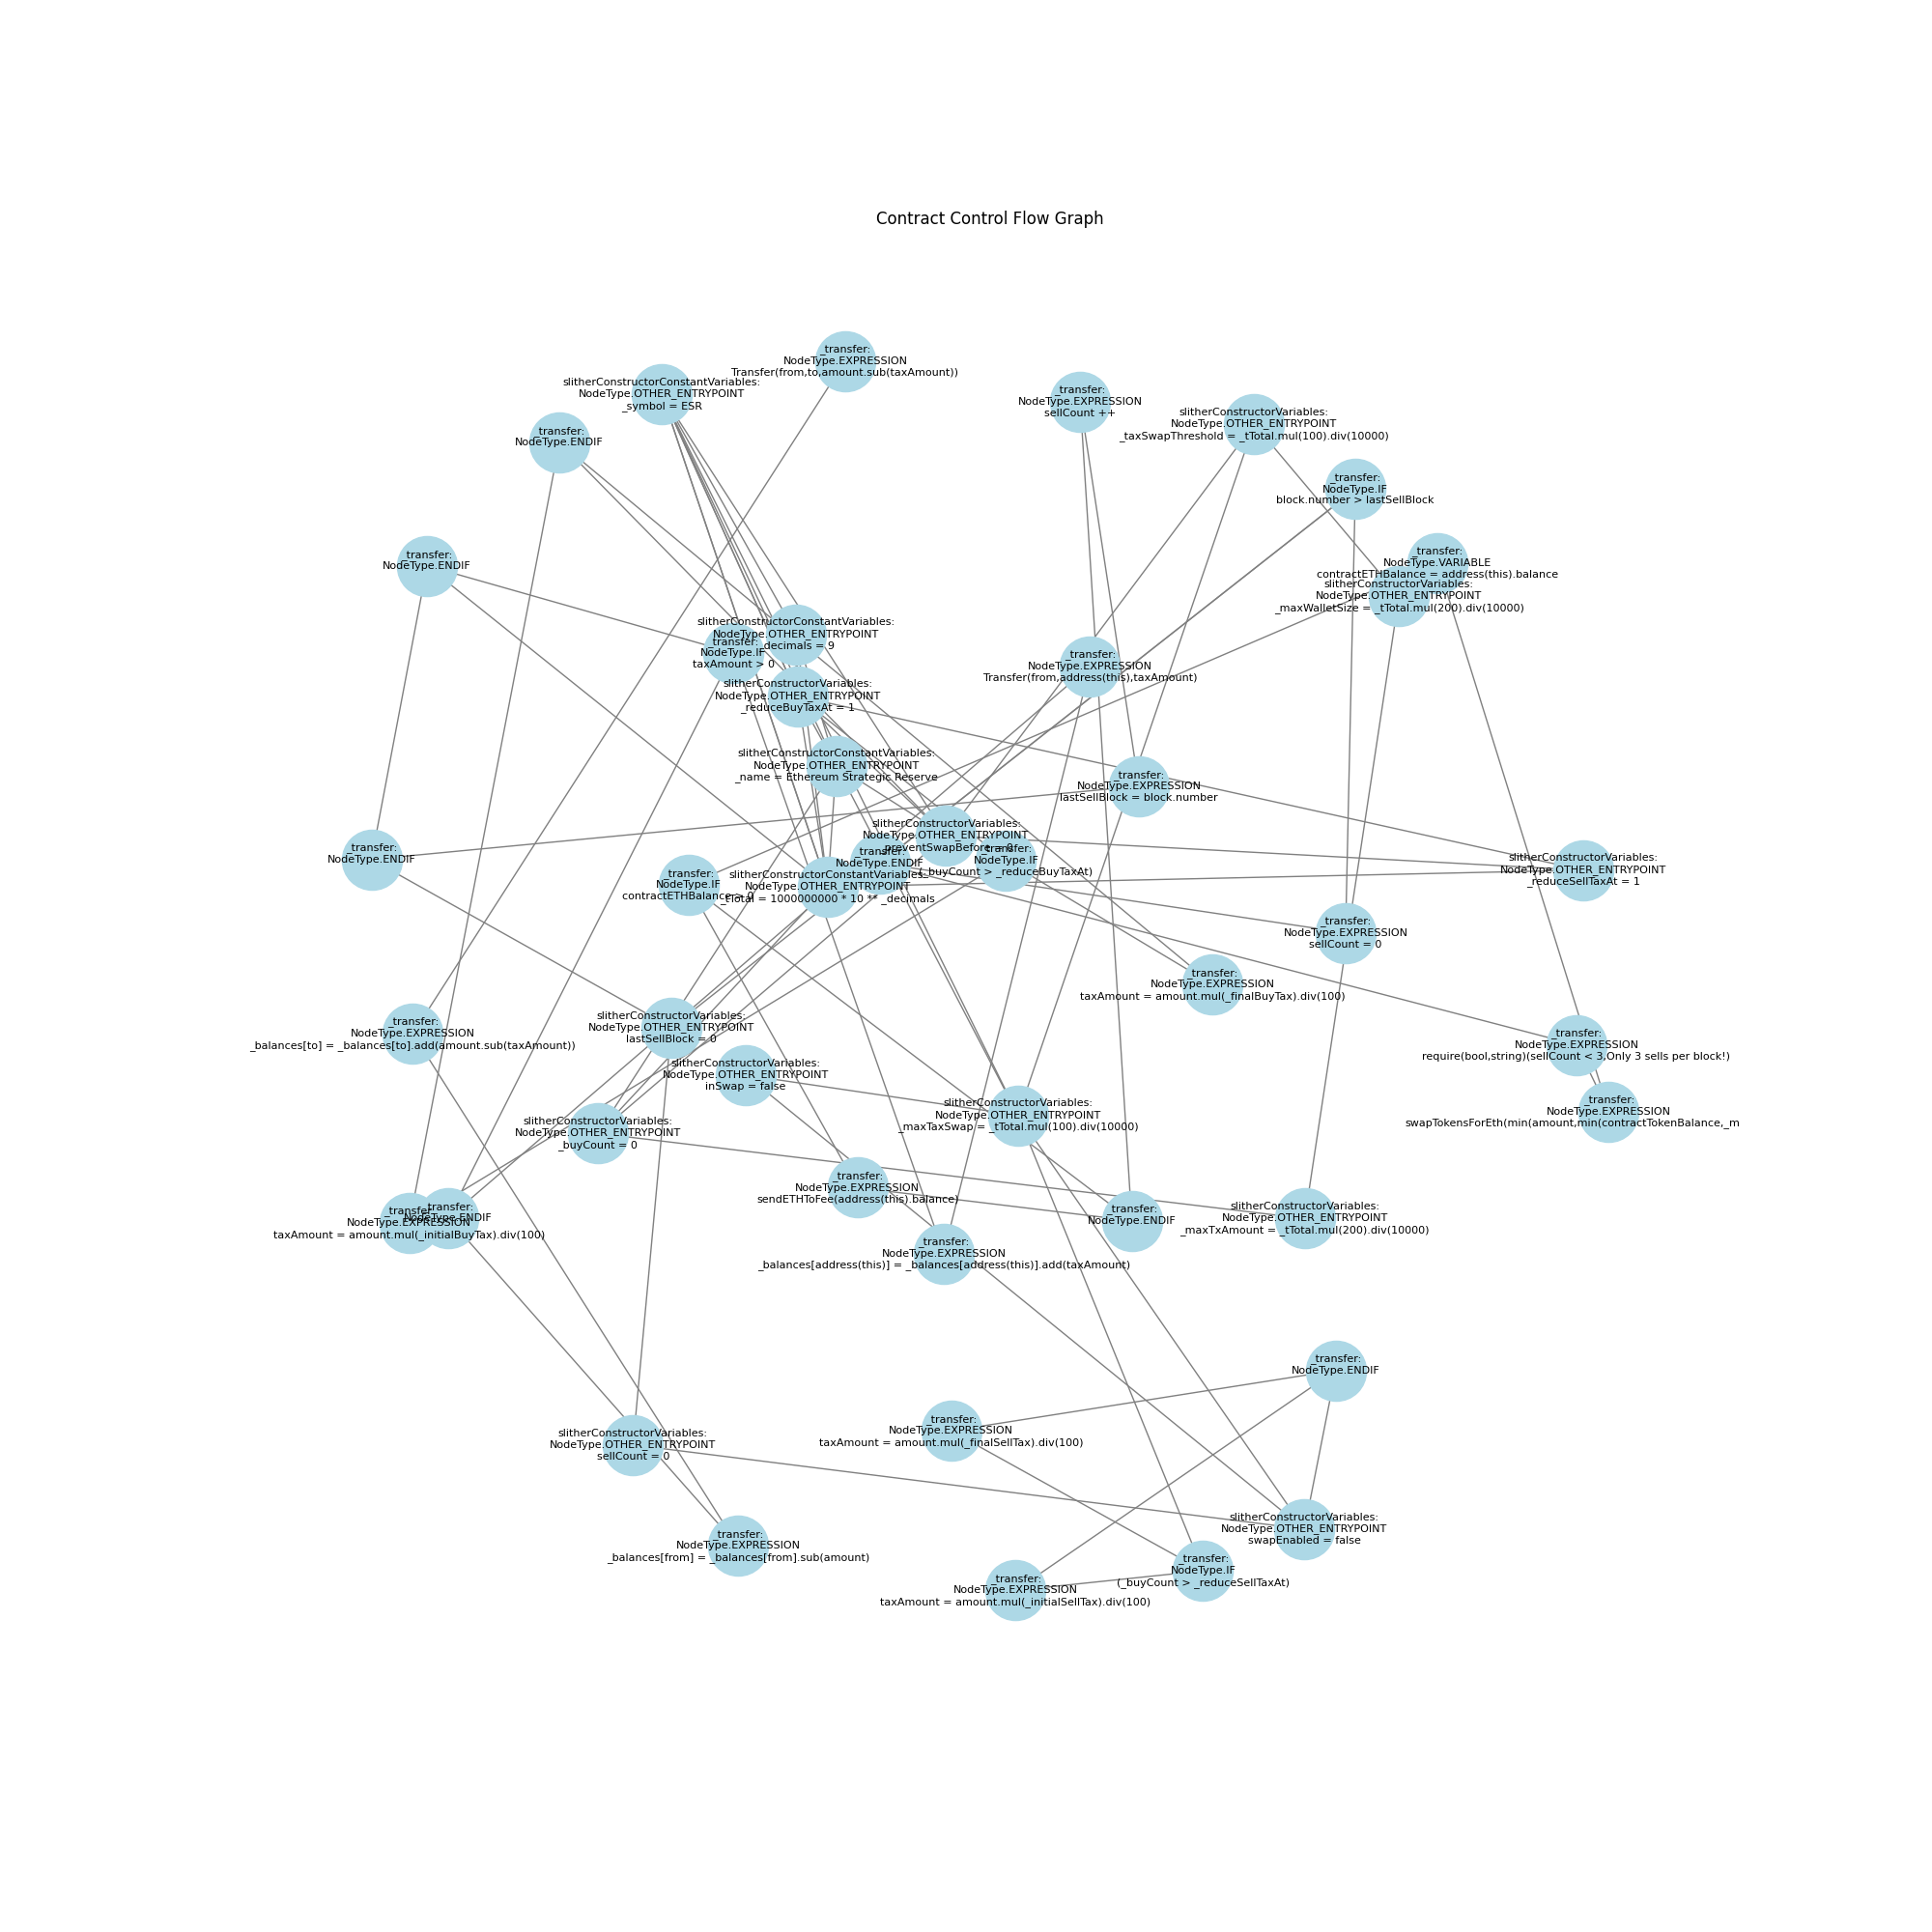 Contract Control Flow Graph
_transfer:
NodeType.EXPRESSION
Transfer(from,to,amount.sub(taxAmount))
slitherConstructorConstantVariables:
NodeType.OTHER_ENTRYPOINT
_symbol = ESR
_transfer:
NodeType.EXPRESSION
sellCount ++
slitherConstructorVariables:
NodeType.OTHER_ENTRYPOINT
_taxSwapThreshold = _tTotal.mul(100).div(10000)
_transfer:
NodeType.ENDIF
_transfer:
NodeType.IF
block.number > lastSellBlock
_transfer:
NodeType.ENDIF
_transfer:
NodeType.VARIABLE
contractETHBalance = address(this).balance
slitherConstructorVariables:
NodeType.OTHER_ENTRYPOINT
_maxWalletSize = _tTotal.mul(200).div(10000)
slitherConstructorConstantVariables:
NodeType.OTHER_ENTRYPOINT
_decimals = 9
_transfer:
NodeType.IF
taxAmount > 0
_transfer:
NodeType.EXPRESSION
Transfer(from,address(this),taxAmount)
slitherConstructorVariables:
NodeType.OTHER_ENTRYPOINT
_reduceBuyTaxAt = 1
slitherConstructorConstantVariables:
NodeType.OTHER_ENTRYPOINT
_name = Ethereum Strategic Reserve
_transfer:
NodeType.EXPRESSION
lastSellBlock = block.number
slitherConstructorVariables:
NodeType.OTHER_ENTRYPOINT
_preventSwapBefore = 0
_transfer:
NodeType.ENDIF
_transfer:
NodeType.IF
(_buyCount > _reduceBuyTaxAt)
_transfer:
NodeType.ENDIF
_transfer:
NodeType.IF
contractETHBalance > 0
slitherConstructorConstantVariables:
NodeType.OTHER_ENTRYPOINT
_tTotal = 1000000000 * 10 ** _decimals
slitherConstructorVariables:
NodeType.OTHER_ENTRYPOINT
_reduceSellTaxAt = 1
_transfer:
NodeType.EXPRESSION
sellCount = 0
_transfer:
NodeType.EXPRESSION
taxAmount = amount.mul(_finalBuyTax).div(100)
_transfer:
NodeType.EXPRESSION
_balances[to] = _balances[to].add(amount.sub(taxAmount))
slitherConstructorVariables:
NodeType.OTHER_ENTRYPOINT
lastSellBlock = 0
_transfer:
NodeType.EXPRESSION
require(bool,string)(sellCount < 3,Only 3 sells per block!)
slitherConstructorVariables:
NodeType.OTHER_ENTRYPOINT
inSwap = false
_transfer:
NodeType.EXPRESSION
swapTokensForEth(min(amount,min(contractTokenBalance,_m
slitherConstructorVariables:
NodeType.OTHER_ENTRYPOINT
_maxTaxSwap = _tTotal.mul(100).div(10000)
slitherConstructorVariables:
NodeType.OTHER_ENTRYPOINT
_buyCount = 0
_transfer:
NodeType.EXPRESSION
sendETHToFee(address(this).balance)
_transfer:
NodeType.EXPRESSION
taxAmount = amount.mul(_initialBuyTax).div(100)
_transfer:
NodeType.ENDIF
_transfer:
NodeType.ENDIF
slitherConstructorVariables:
NodeType.OTHER_ENTRYPOINT
_maxTxAmount = _tTotal.mul(200).div(10000)
_transfer:
NodeType.EXPRESSION
_balances[address(this)] = _balances[address(this)].add(taxAmount)
_transfer:
NodeType.ENDIF
_transfer:
NodeType.EXPRESSION
taxAmount = amount.mul(_finalSellTax).div(100)
slitherConstructorVariables:
NodeType.OTHER_ENTRYPOINT
sellCount = 0
slitherConstructorVariables:
NodeType.OTHER_ENTRYPOINT
swapEnabled = false
_transfer:
NodeType.EXPRESSION
_balances[from] = _balances[from].sub(amount)
_transfer:
NodeType.IF
(_buyCount > _reduceSellTaxAt)
_transfer:
NodeType.EXPRESSION
taxAmount = amount.mul(_initialSellTax).div(100)